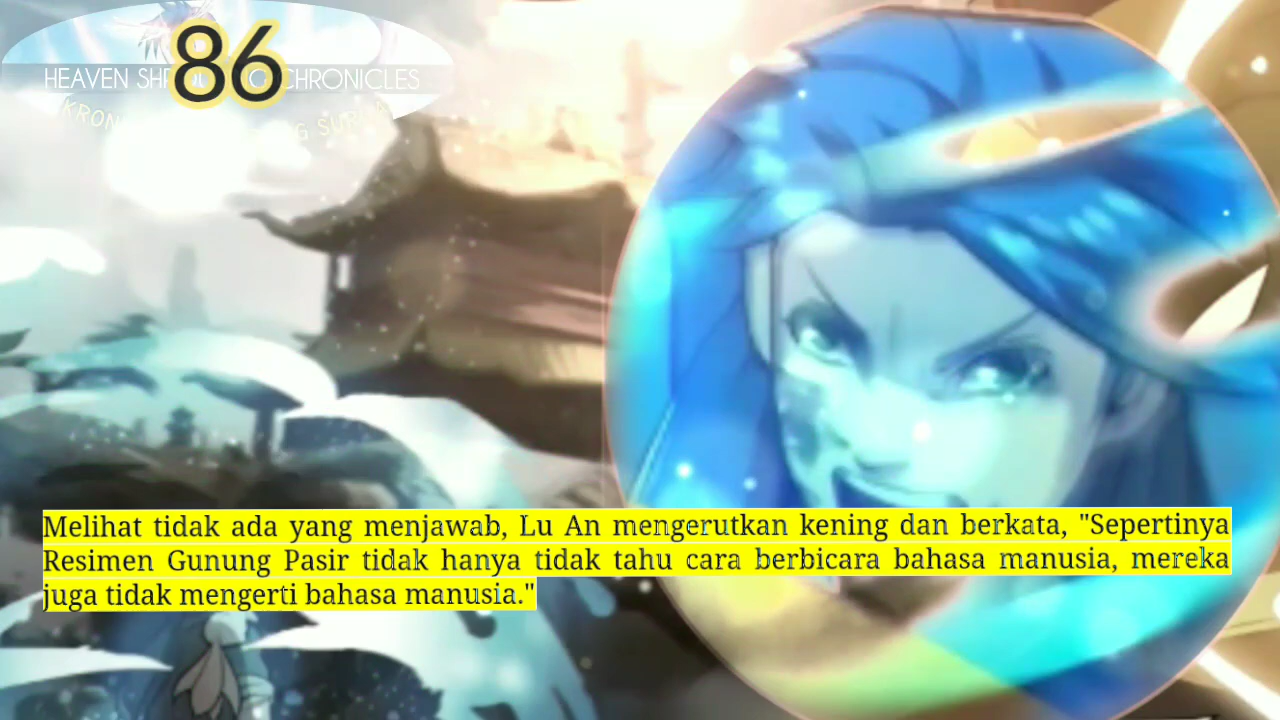 86
HEAVEN CHRONICLES
Melihat tidak ada yang menjawab, Lu An mengerutkan kening dan berkata, "Sepertinya
Resimen Gunung Pasir tidak hanya tidak tahu cara berbicara bahasa manusia, mereka
juga tidak mengerti bahasa manusia."